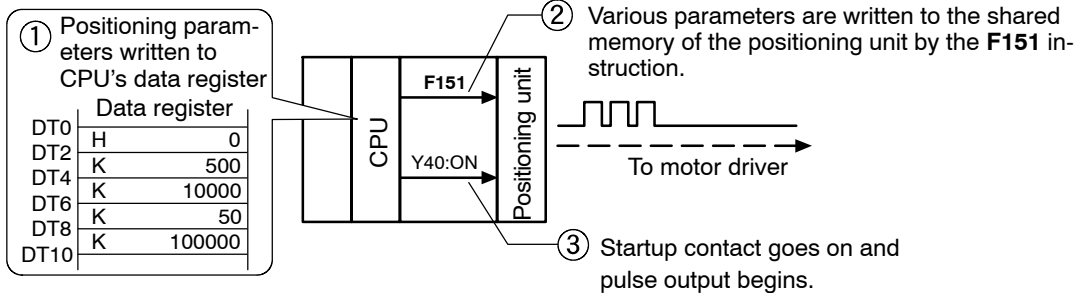 ① Positioning param-
eters written to
CPU's data register
Data register
DT0
H 0
DT2
K 500
DT4
K 10000
DT6
K 50
DT8
K 100000
DT10
CPU
F151
Y40:ON
Positioning unit
② Various parameters are written to the shared
memory of the positioning unit by the F151 in-
struction.
To motor driver
③ Startup contact goes on and
pulse output begins.